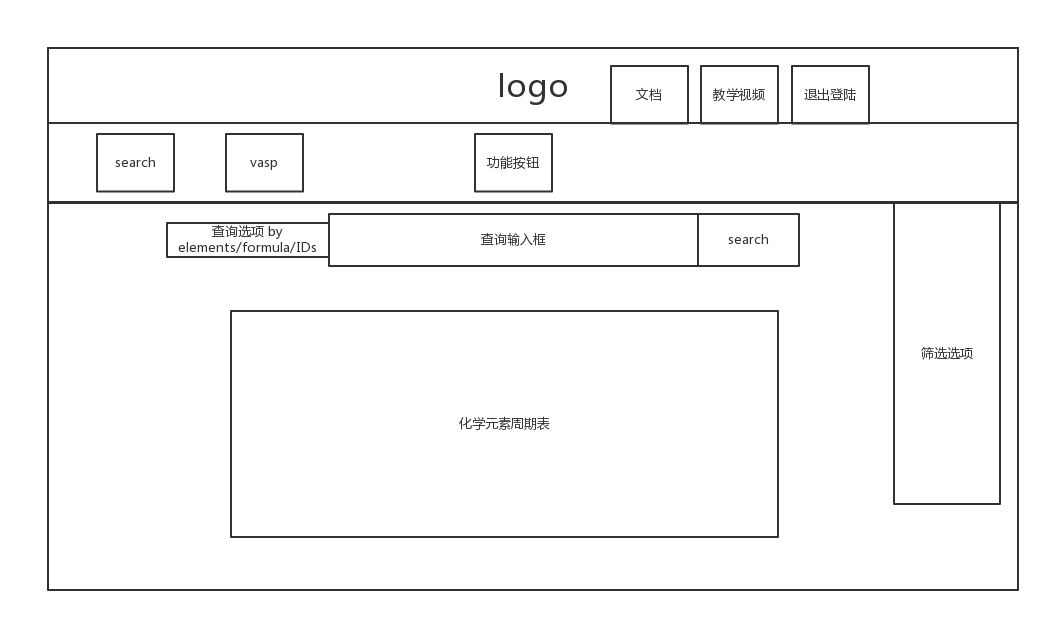 logo
文档
教学视频
退出登陆
search
vasp
功能按钮
查询选项 by
elements/formula/IDs
查询输入框
search
筛选选项
化学元素周期表